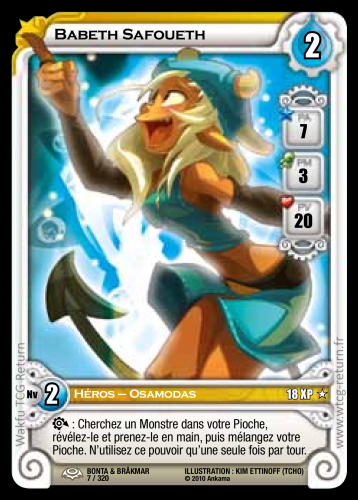 Babeth Safoueth
2
PA
7
PM
3
PV
20
Wakfu TCG Return
www.wtcg-return.fr
Nv 2 Héros – Osamodas 18 XP
: Cherchez un Monstre dans votre Pioche,
révélez-le et prenez-le en main, puis mélangez votre
Pioche. N'utilisez ce pouvoir qu'une seule fois par tour.
BONTA & BRÂKMAR ILLUSTRATION : KIM ETTINOFF (TCHO)
7 / 320 © 2010 Ankama